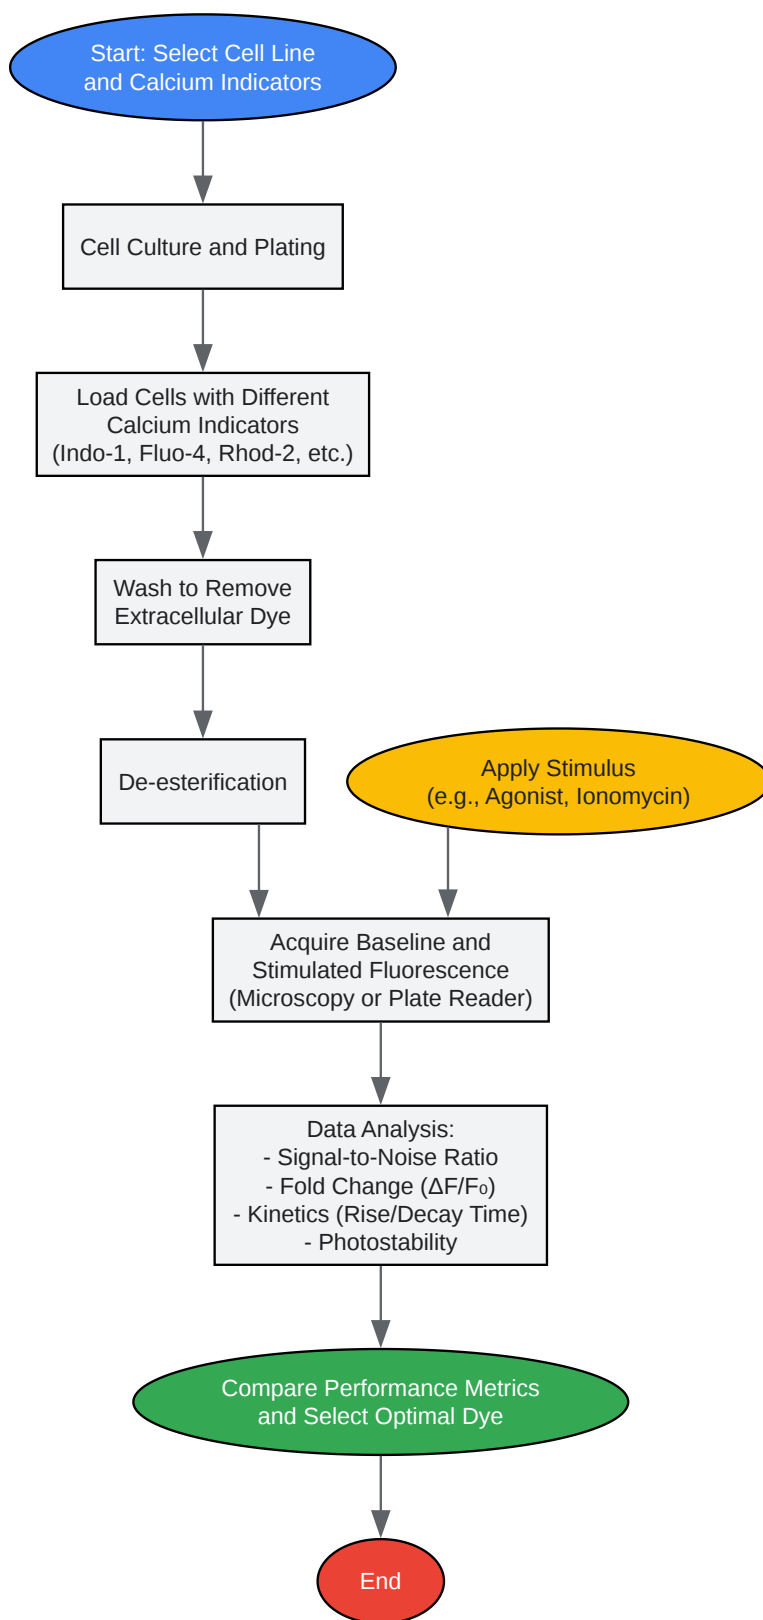 Start: Select Cell Line
and Calcium Indicators
Cell Culture and Plating
Load Cells with Different
Calcium Indicators
(Indo-1, Fluo-4, Rhod-2, etc.)
Wash to Remove
Extracellular Dye
De-esterification
Apply Stimulus
(e.g., Agonist, Ionomycin)
Acquire Baseline and
Stimulated Fluorescence
(Microscopy or Plate Reader)
Data Analysis:
- Signal-to-Noise Ratio
- Fold Change (ΔF/F₀)
- Kinetics (Rise/Decay Time)
- Photostability
Compare Performance Metrics
and Select Optimal Dye
End